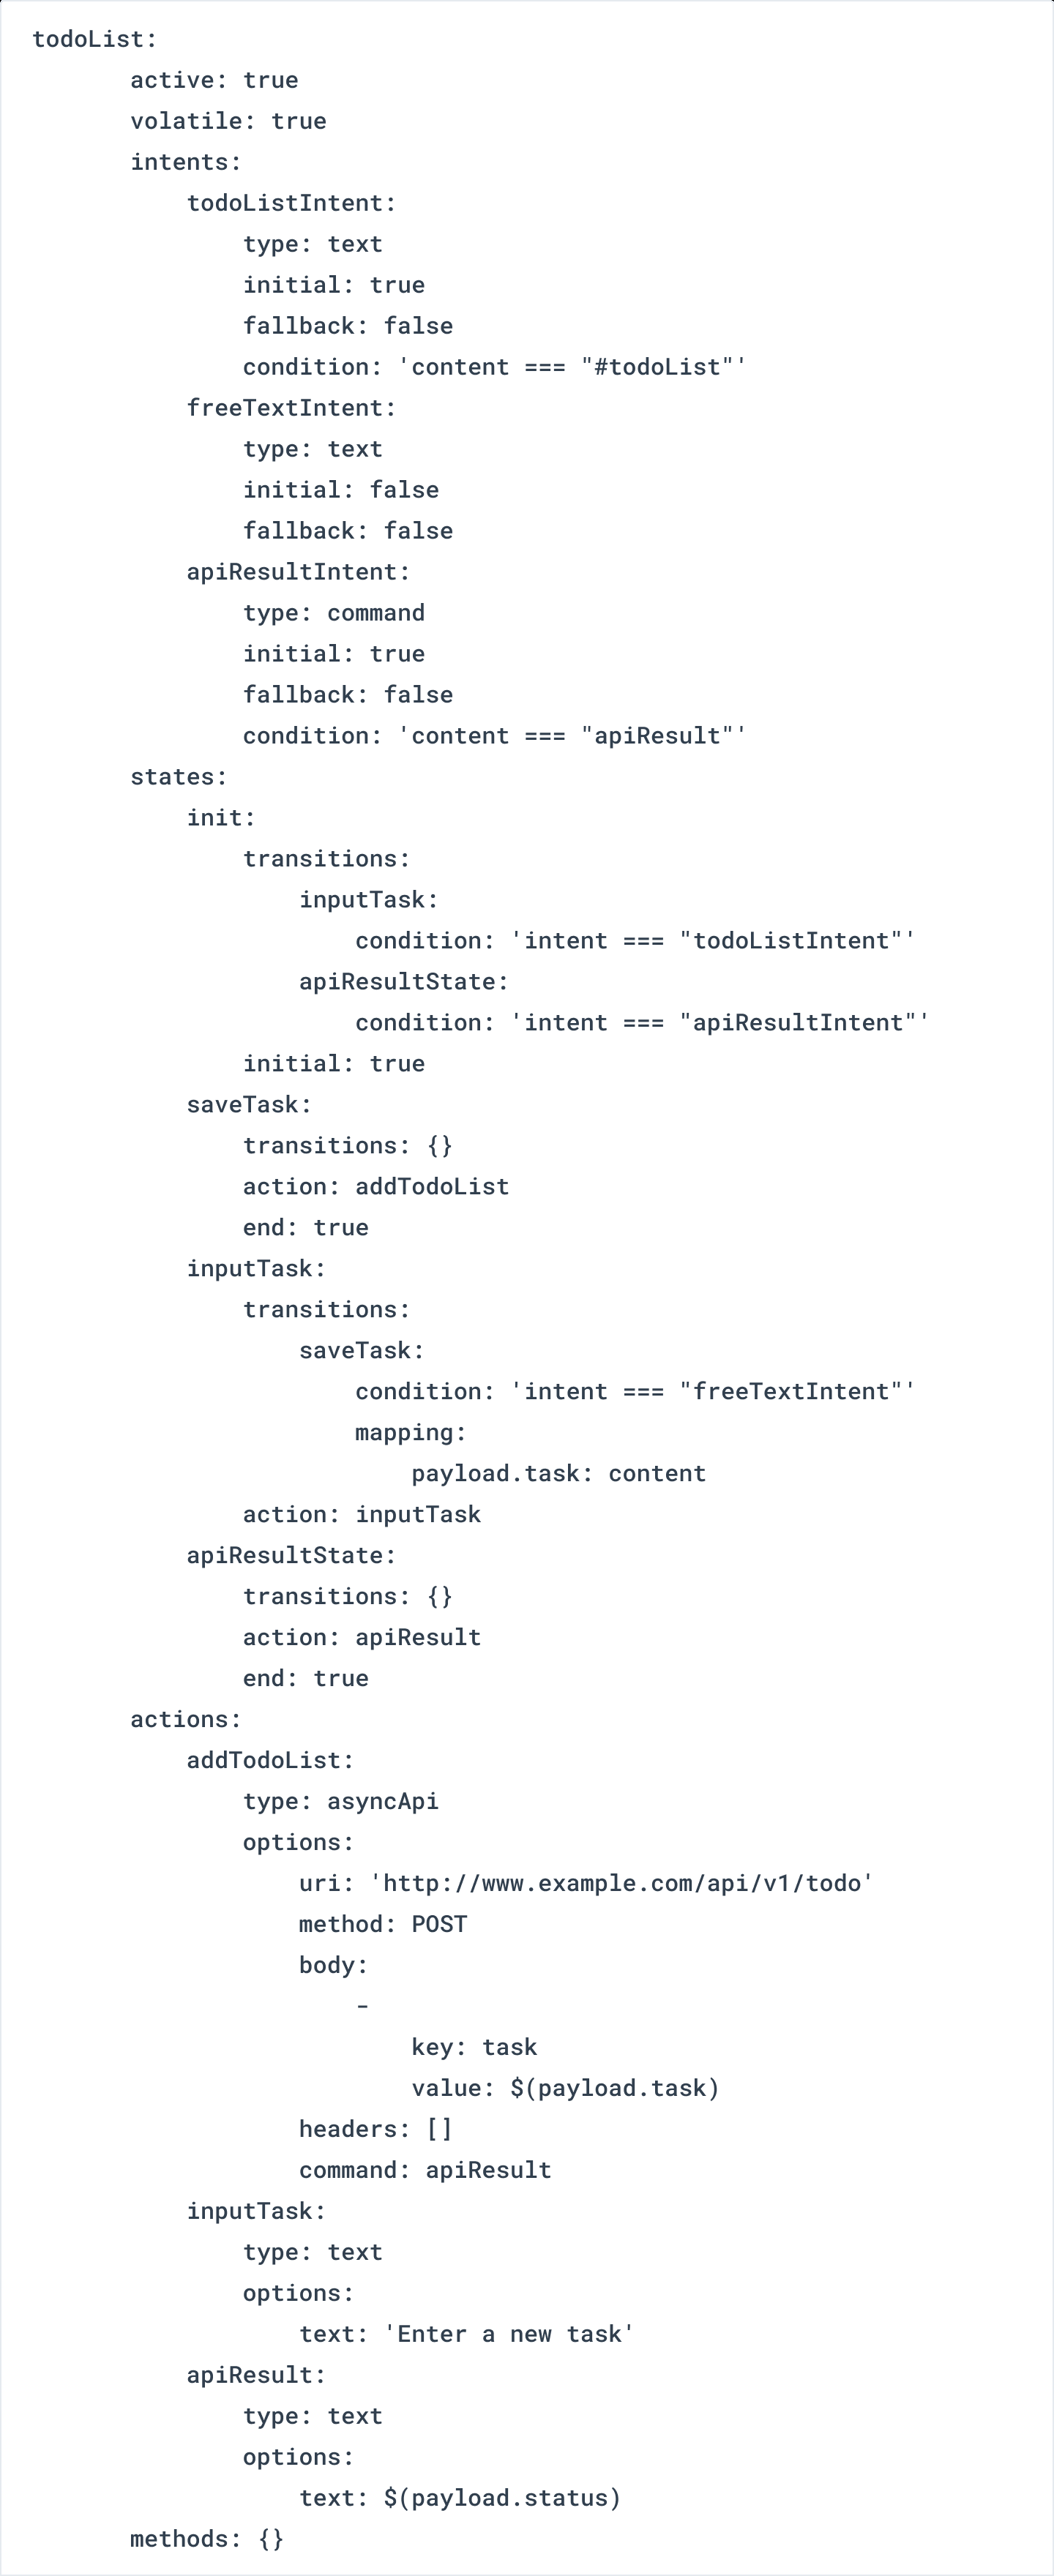 todoList:
       active: true
       volatile: true
       intents:
           todoListIntent:
               type: text
               initial: true
               fallback: false
               condition: 'content === "#todoList"'
           freeTextIntent:
               type: text
               initial: false
               fallback: false
           apiResultIntent:
               type: command
               initial: true
               fallback: false
               condition: 'content === "apiResult"'
       states:
           init:
               transitions:
                   inputTask:
                       condition: 'intent === "todoListIntent"'
                   apiResultState:
                       condition: 'intent === "apiResultIntent"'
               initial: true
           saveTask:
               transitions: {}
               action: addTodoList
               end: true
           inputTask:
               transitions:
                   saveTask:
                       condition: 'intent === "freeTextIntent"'
                       mapping:
                           payload.task: content
               action: inputTask
           apiResultState:
               transitions: {}
               action: apiResult
               end: true
       actions:
           addTodoList:
               type: asyncApi
               options:
                   uri: 'http://www.example.com/api/v1/todo'
                   method: POST
                   body:
                       -
                           key: task
                           value: $(payload.task)
                   headers: []
                   command: apiResult
           inputTask:
               type: text
               options:
                   text: 'Enter a new task'
           apiResult:
               type: text
               options:
                   text: $(payload.status)
       methods: {}